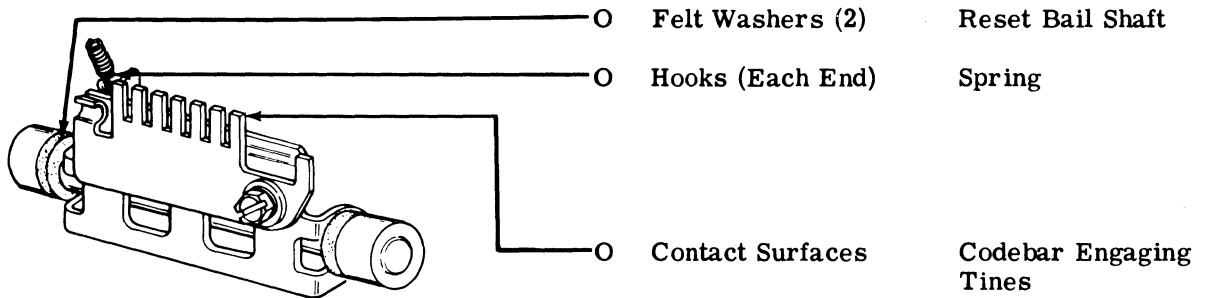 O Felt Washers (2) Reset Bail Shaft
O Hooks (Each End) Spring
O Contact Surfaces Codebar Engaging
Tines